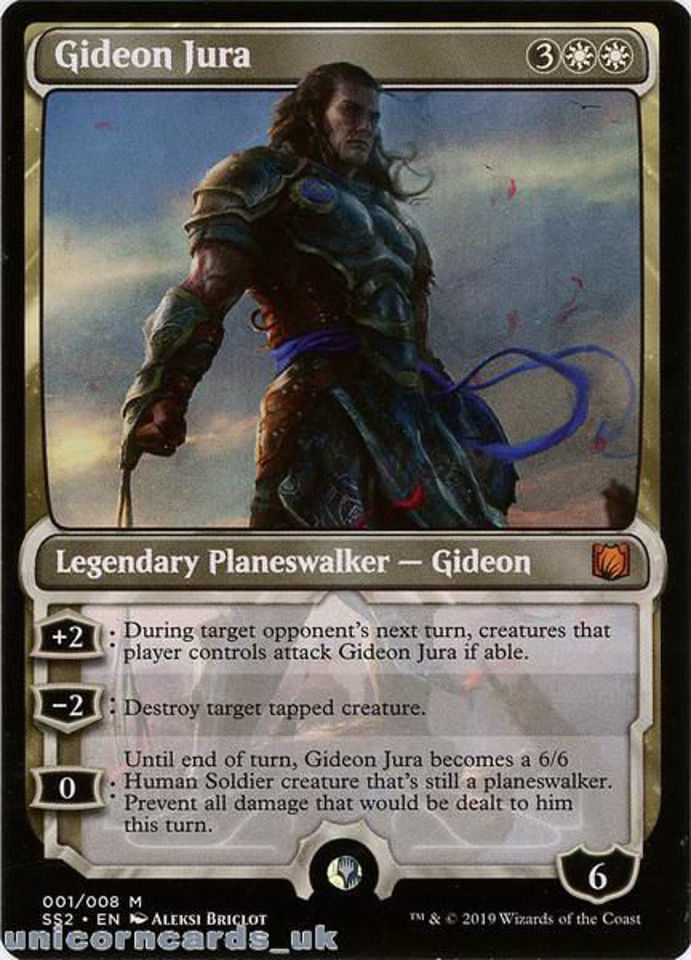 Gideon Jura 3
Legendary Planeswalker — Gideon
+2 : During target opponent's next turn, creatures that
player controls attack Gideon Jura if able.
−2 : Destroy target tapped creature.
Until end of turn, Gideon Jura becomes a 6/6
0 : Human Soldier creature that's still a planeswalker.
Prevent all damage that would be dealt to him
this turn.
6
001/008 M
SS2 • EN Aleksi Briclot ™ & © 2019 Wizards of the Coast
unicorncards_uk